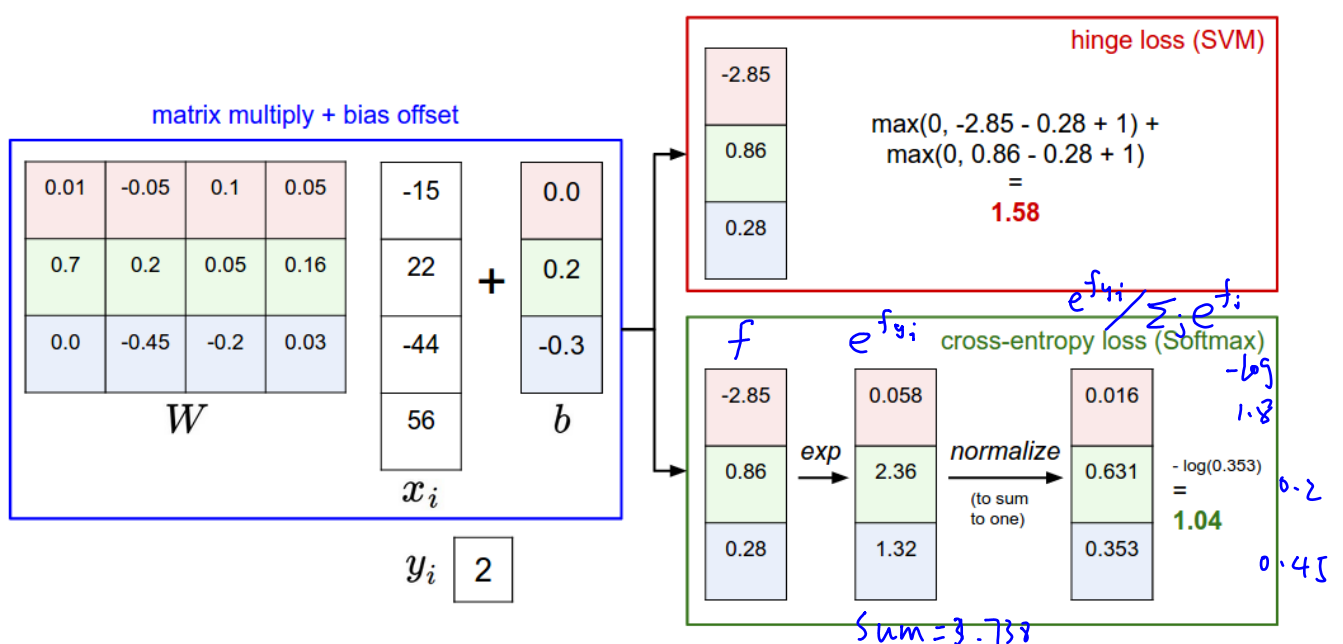 matrix multiply + bias offset
0.01 -0.05 0.1 0.05
0.7 0.2 0.05 0.16
0.0 -0.45 -0.2 0.03
W
-15
22
-44
56
x_i
+
0.0
0.2
-0.3
b
y_i 2
hinge loss (SVM)
-2.85
0.86
0.28
max(0, -2.85 - 0.28 + 1) +
max(0, 0.86 - 0.28 + 1)
=
1.58
e^{f_{y_i}} / Σ_j e^{f_i}
f
e^{f_{y_i}}
cross-entropy loss (Softmax)
-2.85
0.86
0.28
exp
0.058
2.36
1.32
normalize
(to sum
to one)
0.016
0.631
0.353
- log(0.353)
=
1.04
-log
1.8
0.2
0.45
Sum = 3.738